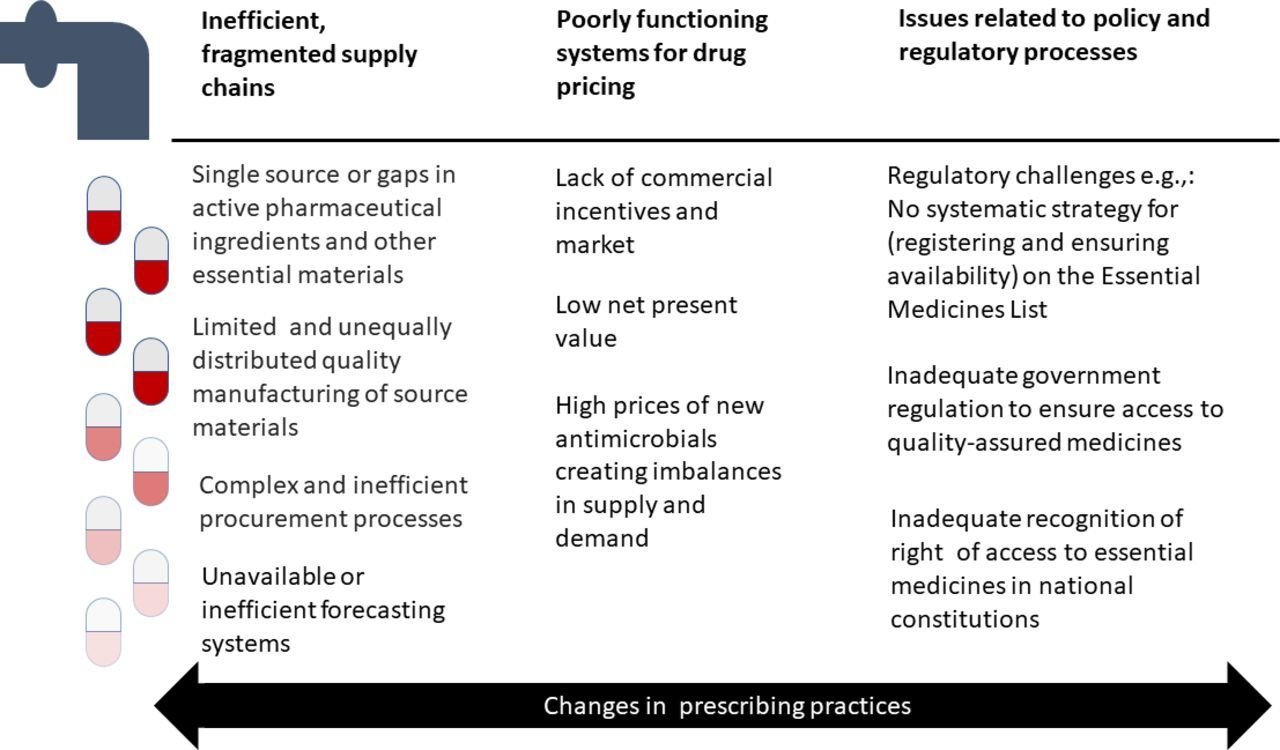 Inefficient,
fragmented supply
chains
Poorly functioning
systems for drug
pricing
Issues related to policy and
regulatory processes
Single source or gaps in
active pharmaceutical
ingredients and other
essential materials
Limited and unequally
distributed quality
manufacturing of source
materials
Complex and inefficient
procurement processes
Unavailable or
inefficient forecasting
systems
Lack of commercial
incentives and
market
Low net present
value
High prices of new
antimicrobials
creating imbalances
in supply and
demand
Regulatory challenges e.g.,:
No systematic strategy for
(registering and ensuring
availability) on the Essential
Medicines List
Inadequate government
regulation to ensure access to
quality-assured medicines
Inadequate recognition of
right of access to essential
medicines in national
constitutions
Changes in prescribing practices